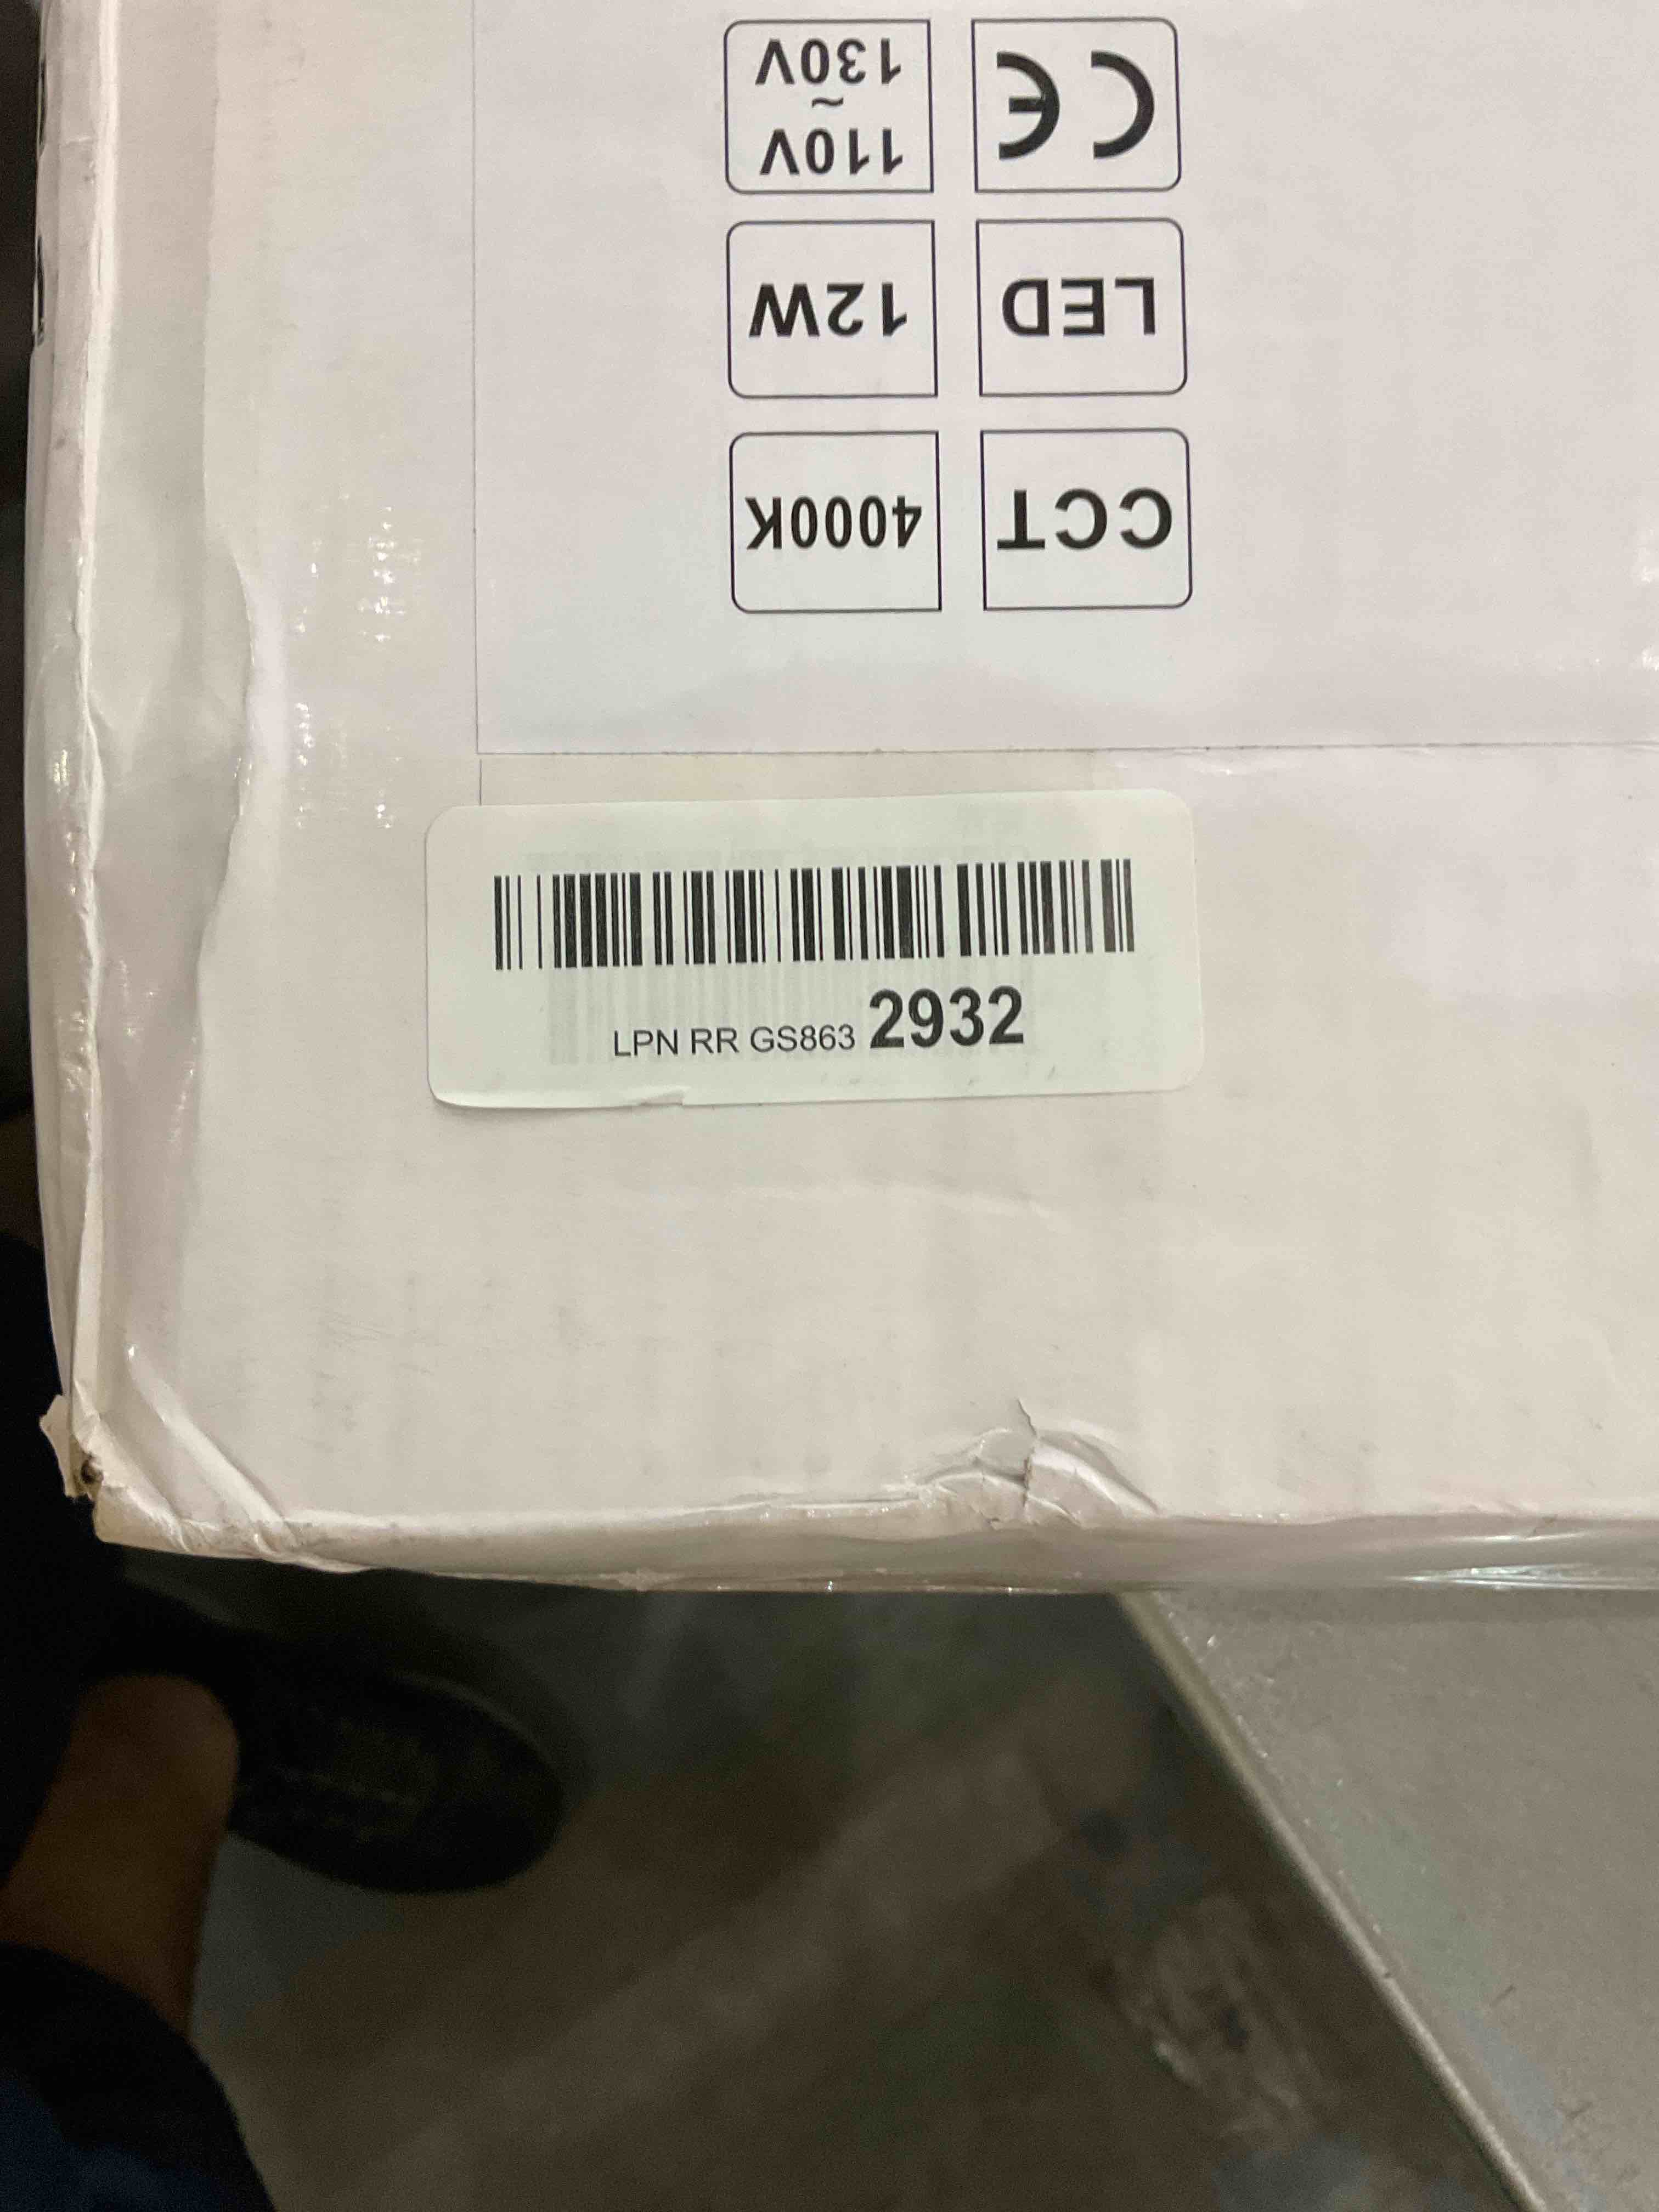 CCT 4000K
LED 12W
CE 110V
~
130V
LPN RR GS863 2932